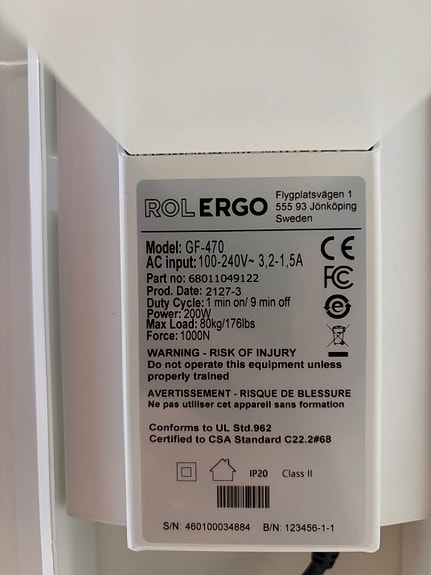 ROL ERGO
Flygplatsvägen 1
555 93 Jönköping
Sweden
Model: GF-470
AC input: 100-240V~ 3,2-1,5A
Part no: 68011049122
Prod. Date: 2127-3
Duty Cycle: 1 min on/ 9 min off
Power: 200W
Max Load: 80kg/176lbs
Force: 1000N
CE
FC
WARNING - RISK OF INJURY
Do not operate this equipment unless
properly trained
AVERTISSEMENT - RISQUE DE BLESSURE
Ne pas utiliser cet appareil sans formation
Conforms to UL Std.962
Certified to CSA Standard C22.2#68
IP20 Class II
S/N: 460100034884 B/N: 123456-1-1